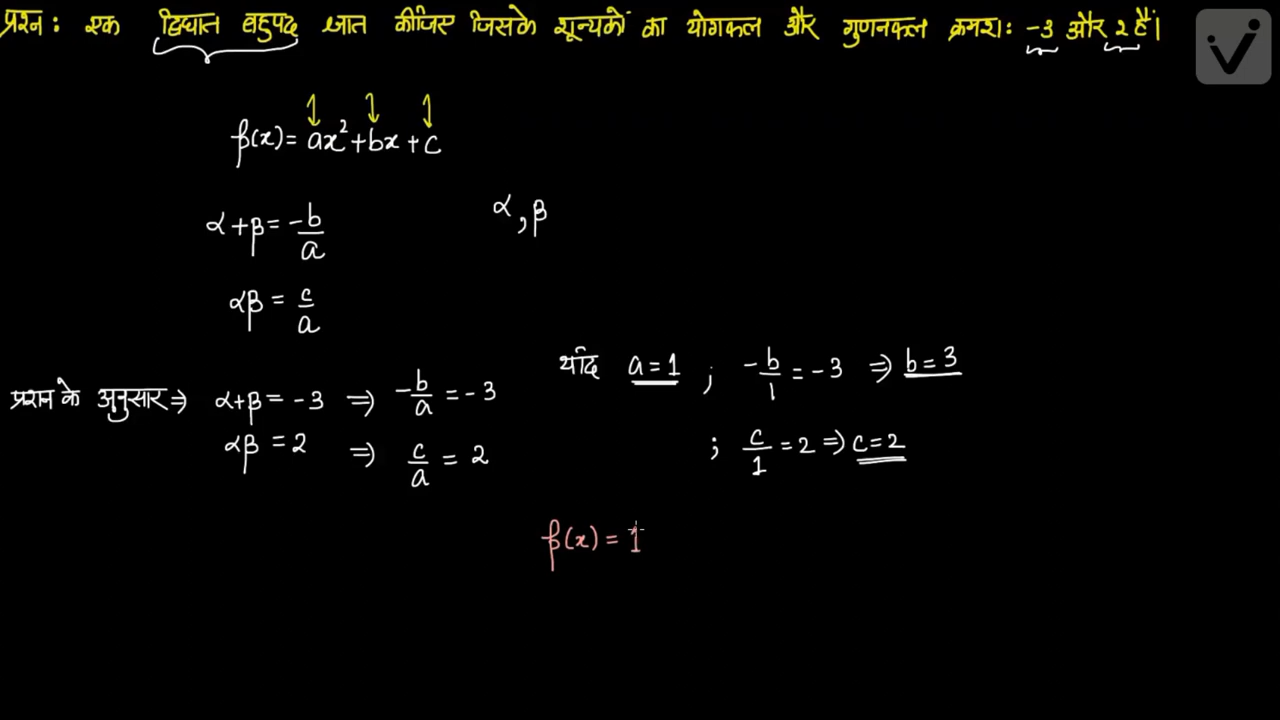 प्रश्न: एक द्विघात बहुपद ज्ञात कीजिए जिसके शून्यकों का योगफल और गुणनफल क्रमश: -3 और 2 हैं।
p(x) = ax² + bx + c
α+β = -b/a
α, β
αβ = c/a
यदि a=1 ; -b/1 = -3 ⇒ b=3
प्रश्न के अनुसार ⇒ α+β = -3 ⇒ -b/a = -3
αβ = 2 ⇒ c/a = 2
; c/1 = 2 ⇒ c=2
p(x) = 1